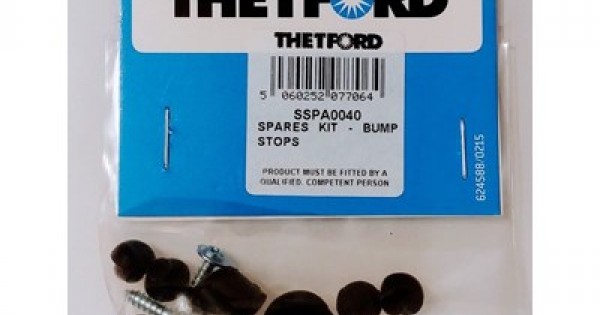 THETFORD
THETFORD
5 060252 077064
SSPA0040
SPARES KIT - BUMP
STOPS
PRODUCT MUST BE FITTED BY A
QUALIFIED. COMPETENT PERSON
624588/0215